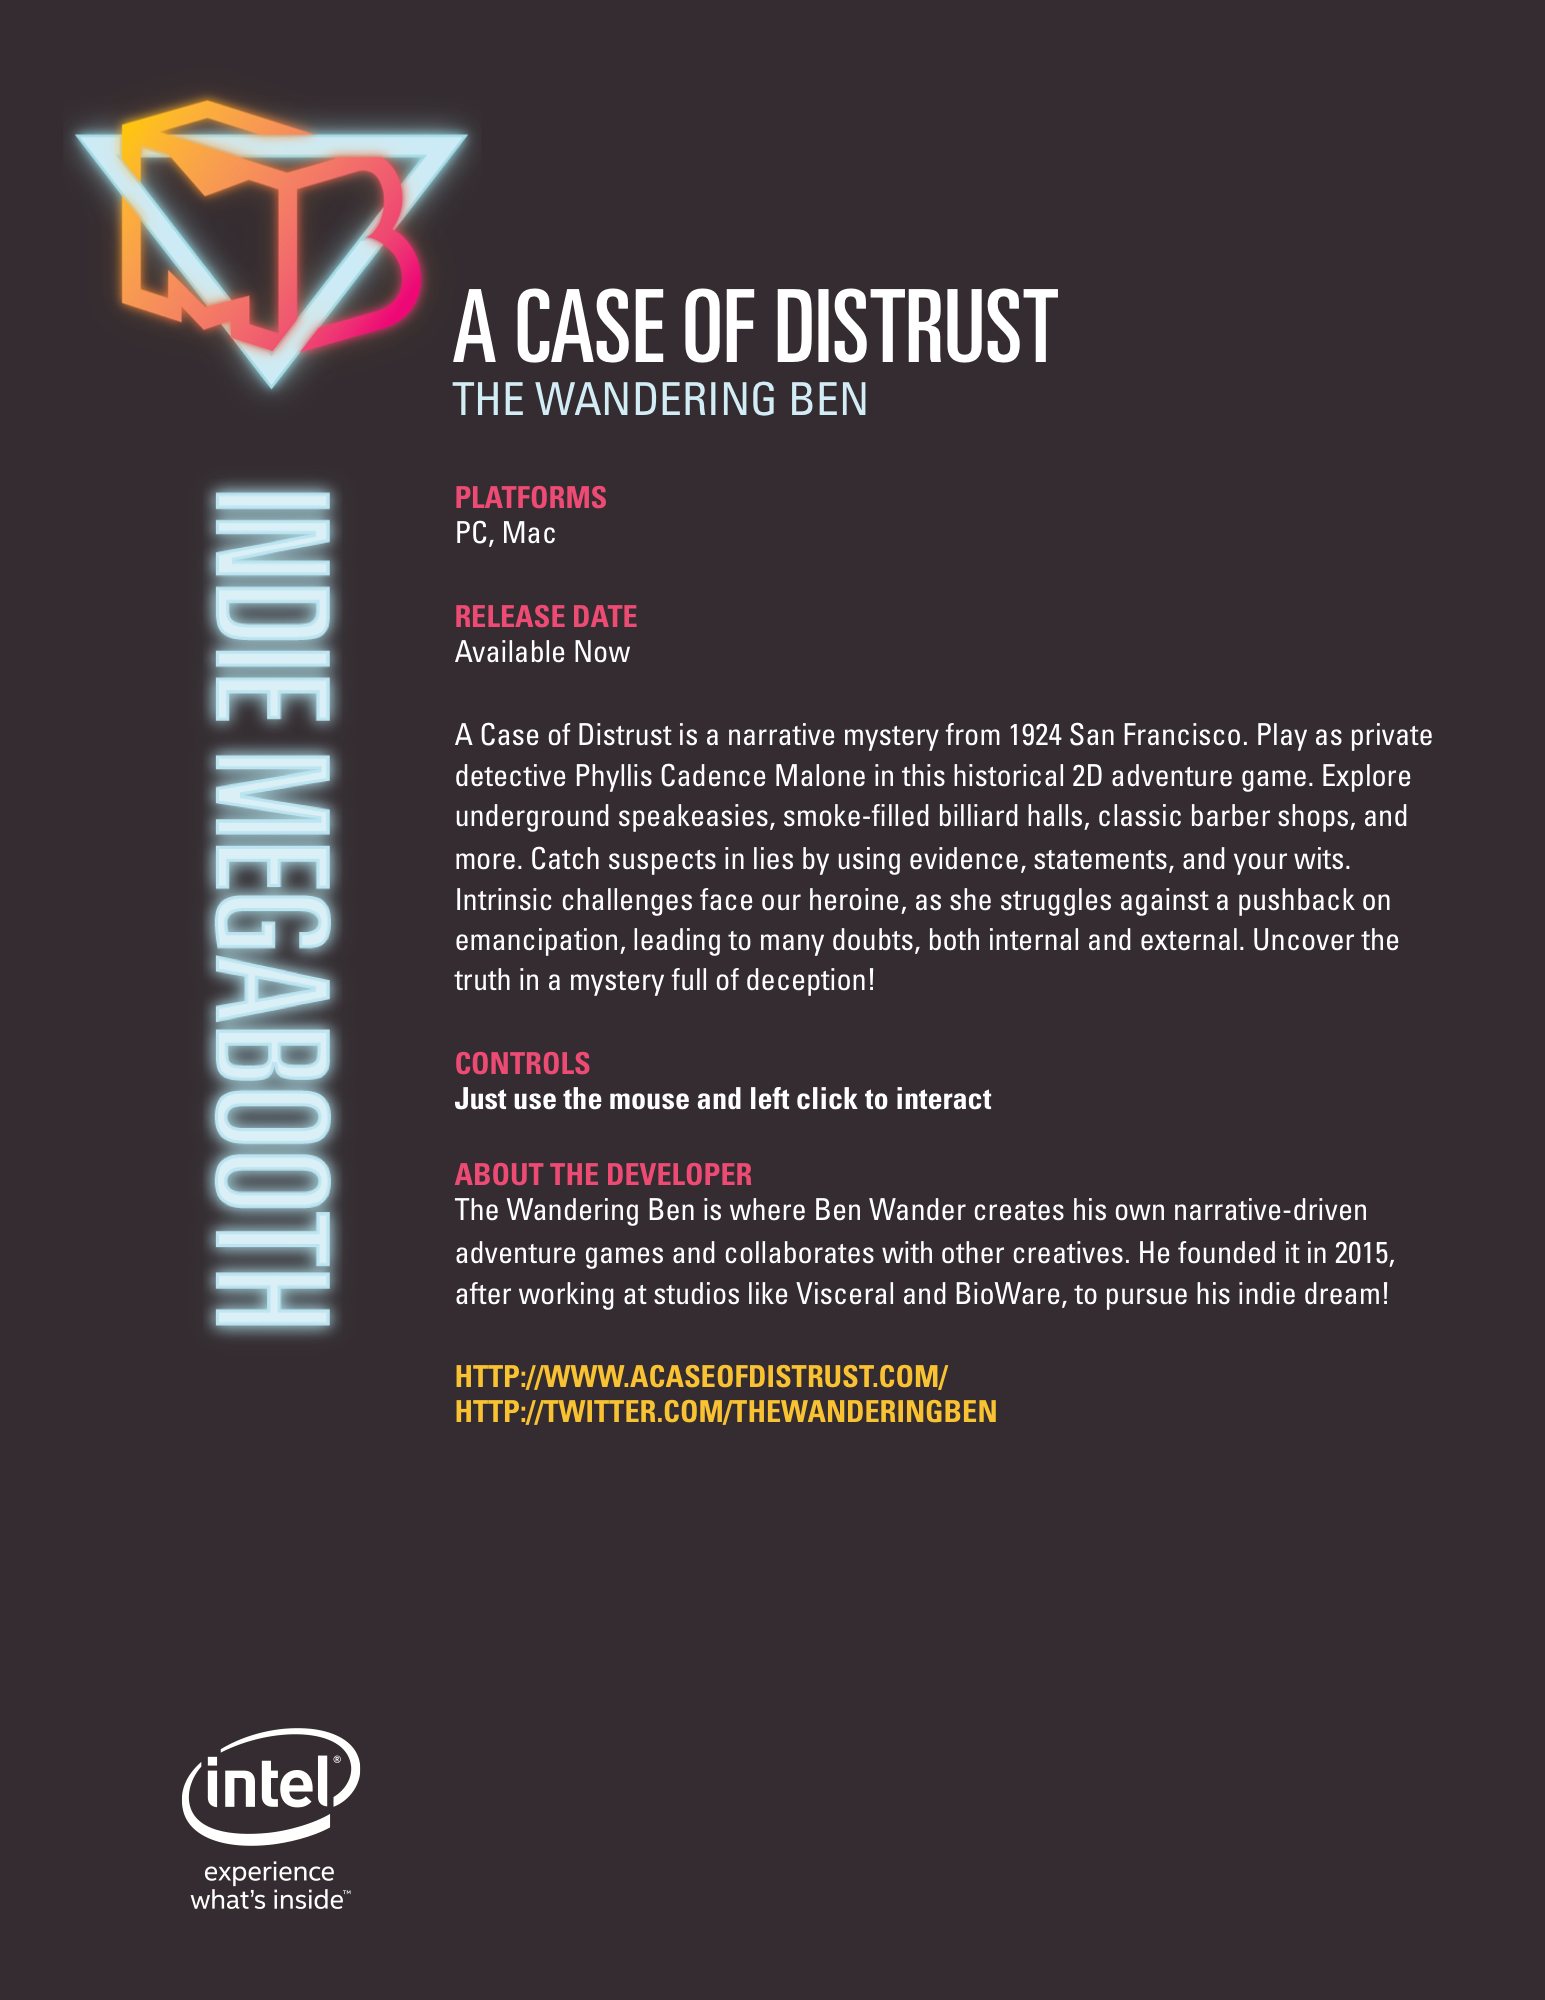 A CASE OF DISTRUST
THE WANDERING BEN
INDIE MEGABOOTH
PLATFORMS
PC, Mac
RELEASE DATE
Available Now
A Case of Distrust is a narrative mystery from 1924 San Francisco. Play as private
detective Phyllis Cadence Malone in this historical 2D adventure game. Explore
underground speakeasies, smoke-filled billiard halls, classic barber shops, and
more. Catch suspects in lies by using evidence, statements, and your wits.
Intrinsic challenges face our heroine, as she struggles against a pushback on
emancipation, leading to many doubts, both internal and external. Uncover the
truth in a mystery full of deception!
CONTROLS
Just use the mouse and left click to interact
ABOUT THE DEVELOPER
The Wandering Ben is where Ben Wander creates his own narrative-driven
adventure games and collaborates with other creatives. He founded it in 2015,
after working at studios like Visceral and BioWare, to pursue his indie dream!
HTTP://WWW.ACASEOFDISTRUST.COM/
HTTP://TWITTER.COM/THEWANDERINGBEN
intel®
experience
what's inside™